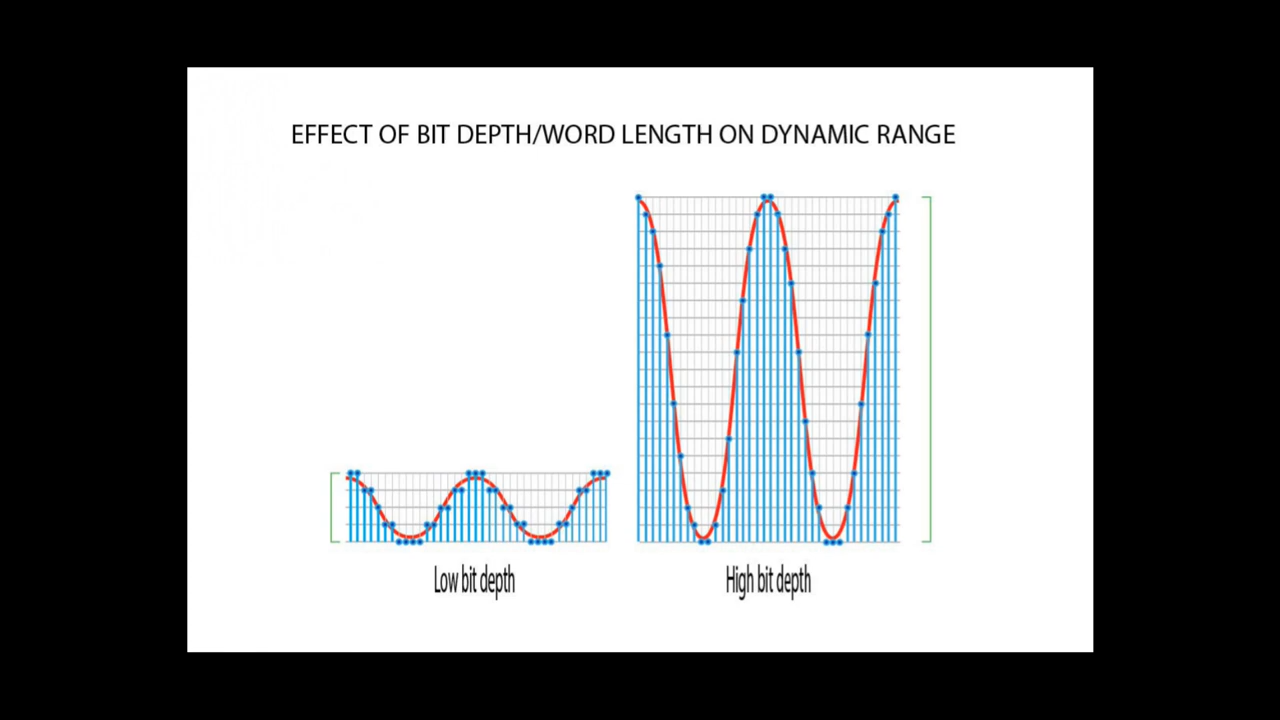 EFFECT OF BIT DEPTH/WORD LENGTH ON DYNAMIC RANGE
Low bit depth
High bit depth